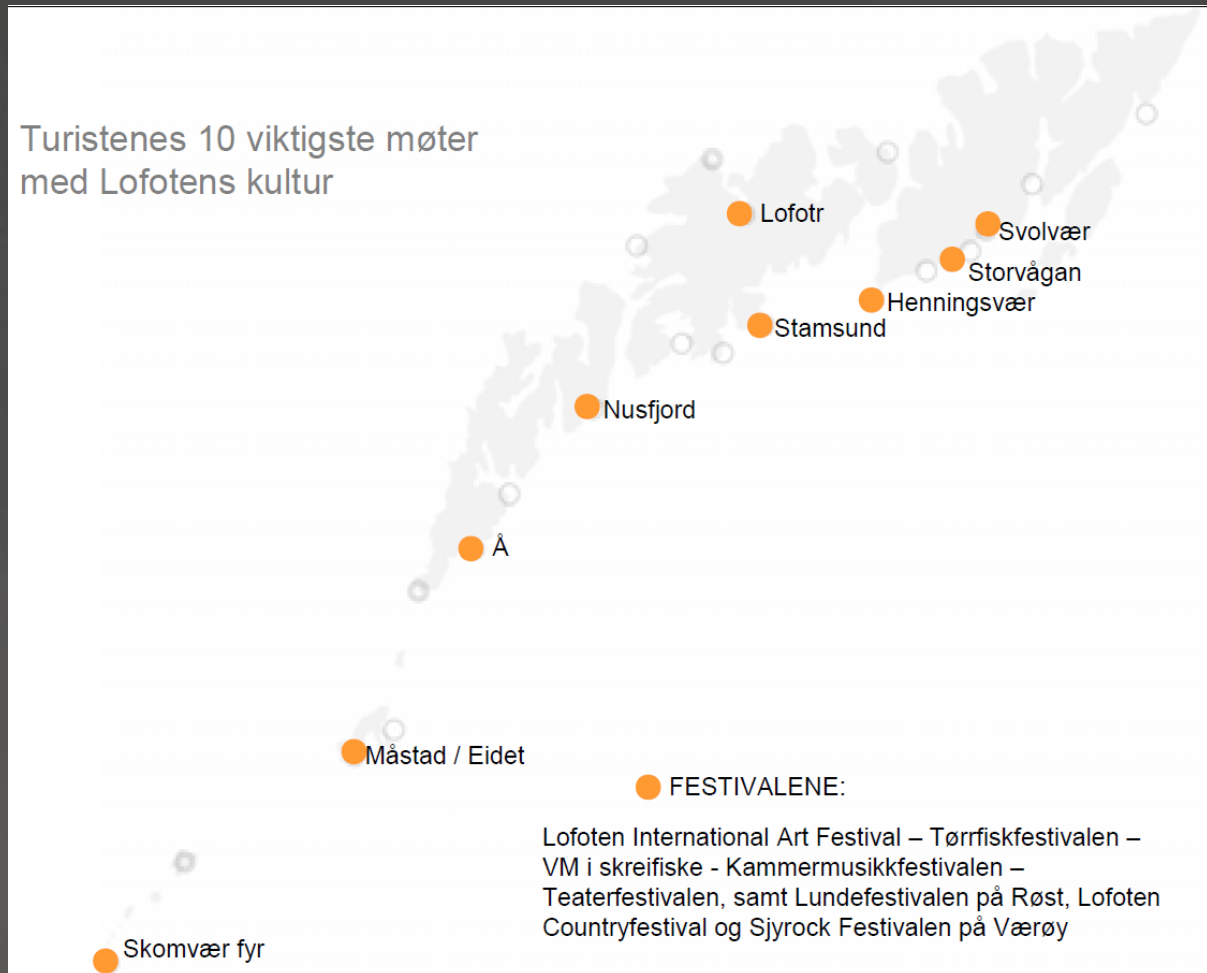 Turistenes 10 viktigste møter
med Lofotens kultur
Lofotr
Svolvær
Storvågan
Henningsvær
Stamsund
Nusfjord
Å
Måstad / Eidet
FESTIVALENE:
Lofoten International Art Festival – Tørrfiskfestivalen –
VM i skreifiske - Kammermusikkfestivalen –
Teaterfestivalen, samt Lundefestivalen på Røst, Lofoten
Countryfestival og Sjyrock Festivalen på Værøy
Skomvær fyr